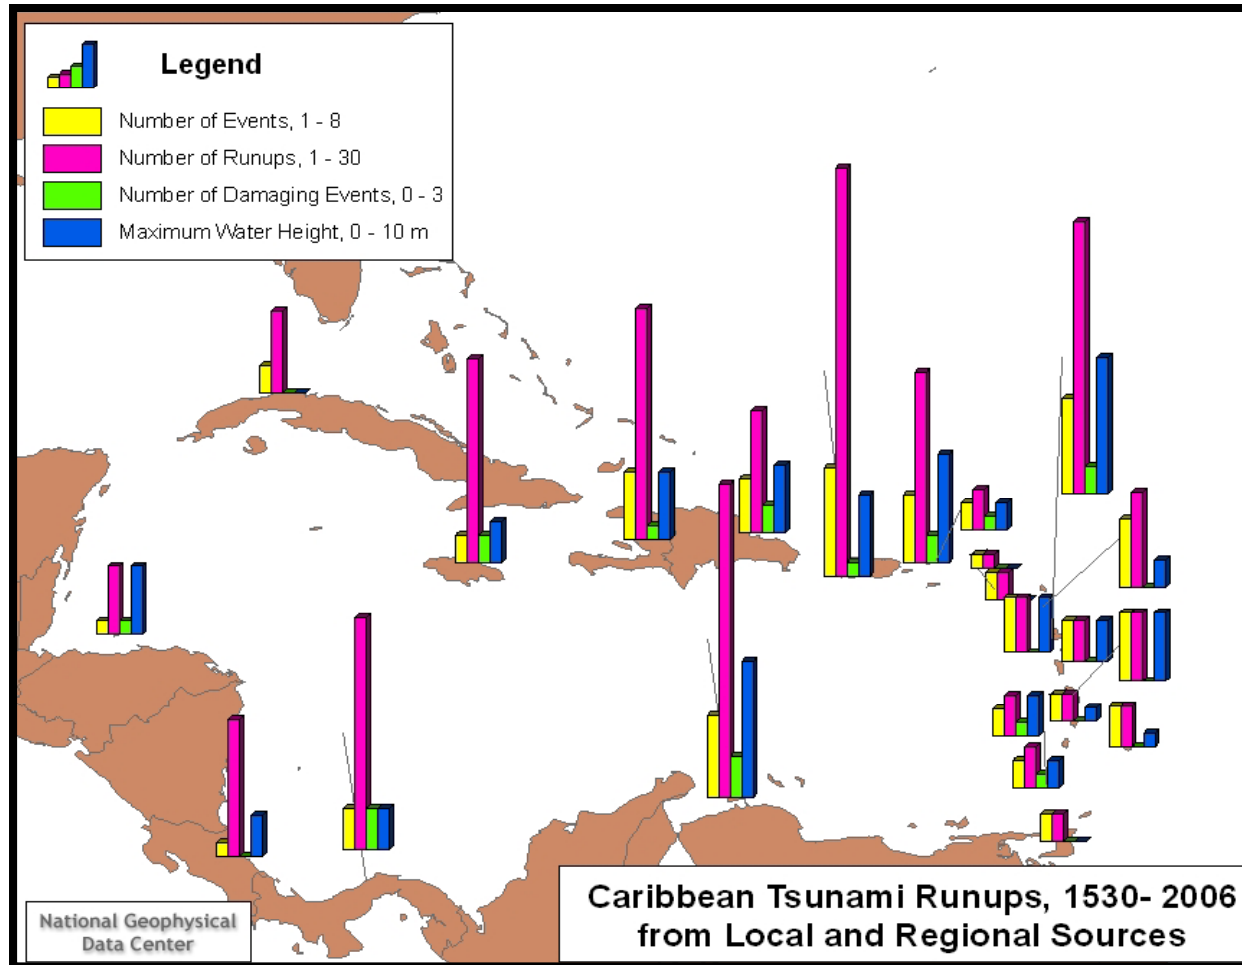 Legend
Number of Events, 1 - 8
Number of Runups, 1 - 30
Number of Damaging Events, 0 - 3
Maximum Water Height, 0 - 10 m
National Geophysical
Data Center
Caribbean Tsunami Runups, 1530- 2006
from Local and Regional Sources